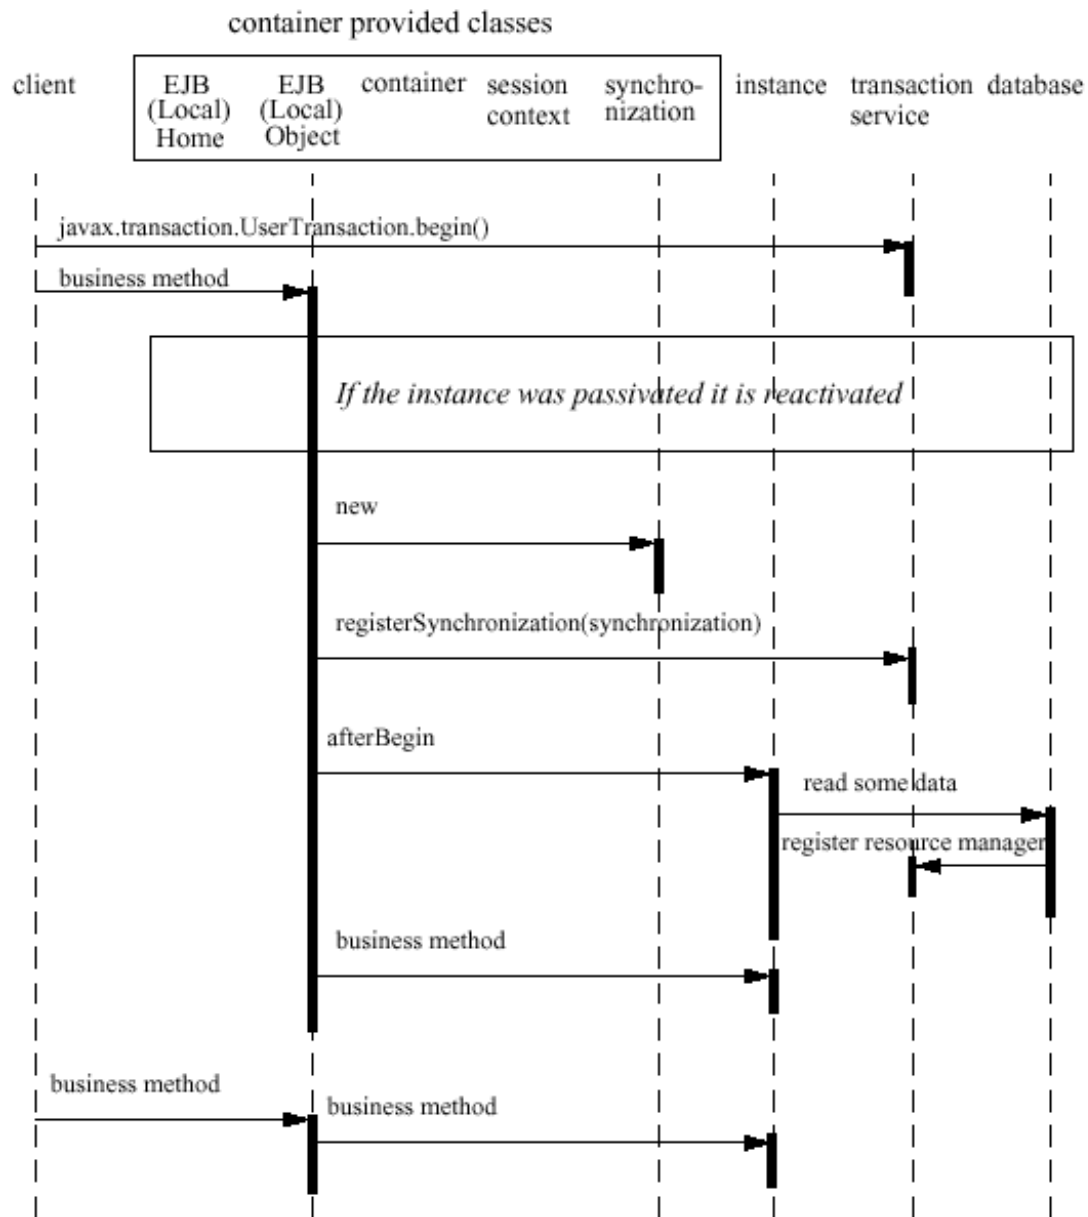 container provided classes
client
EJB
(Local)
Home
EJB
(Local)
Object
container
session
context
synchro-
nization
instance
transaction
service
database
javax.transaction.UserTransaction.begin()
business method
If the instance was passivated it is reactivated
new
registerSynchronization(synchronization)
afterBegin
read some data
register resource manager
business method
business method
business method